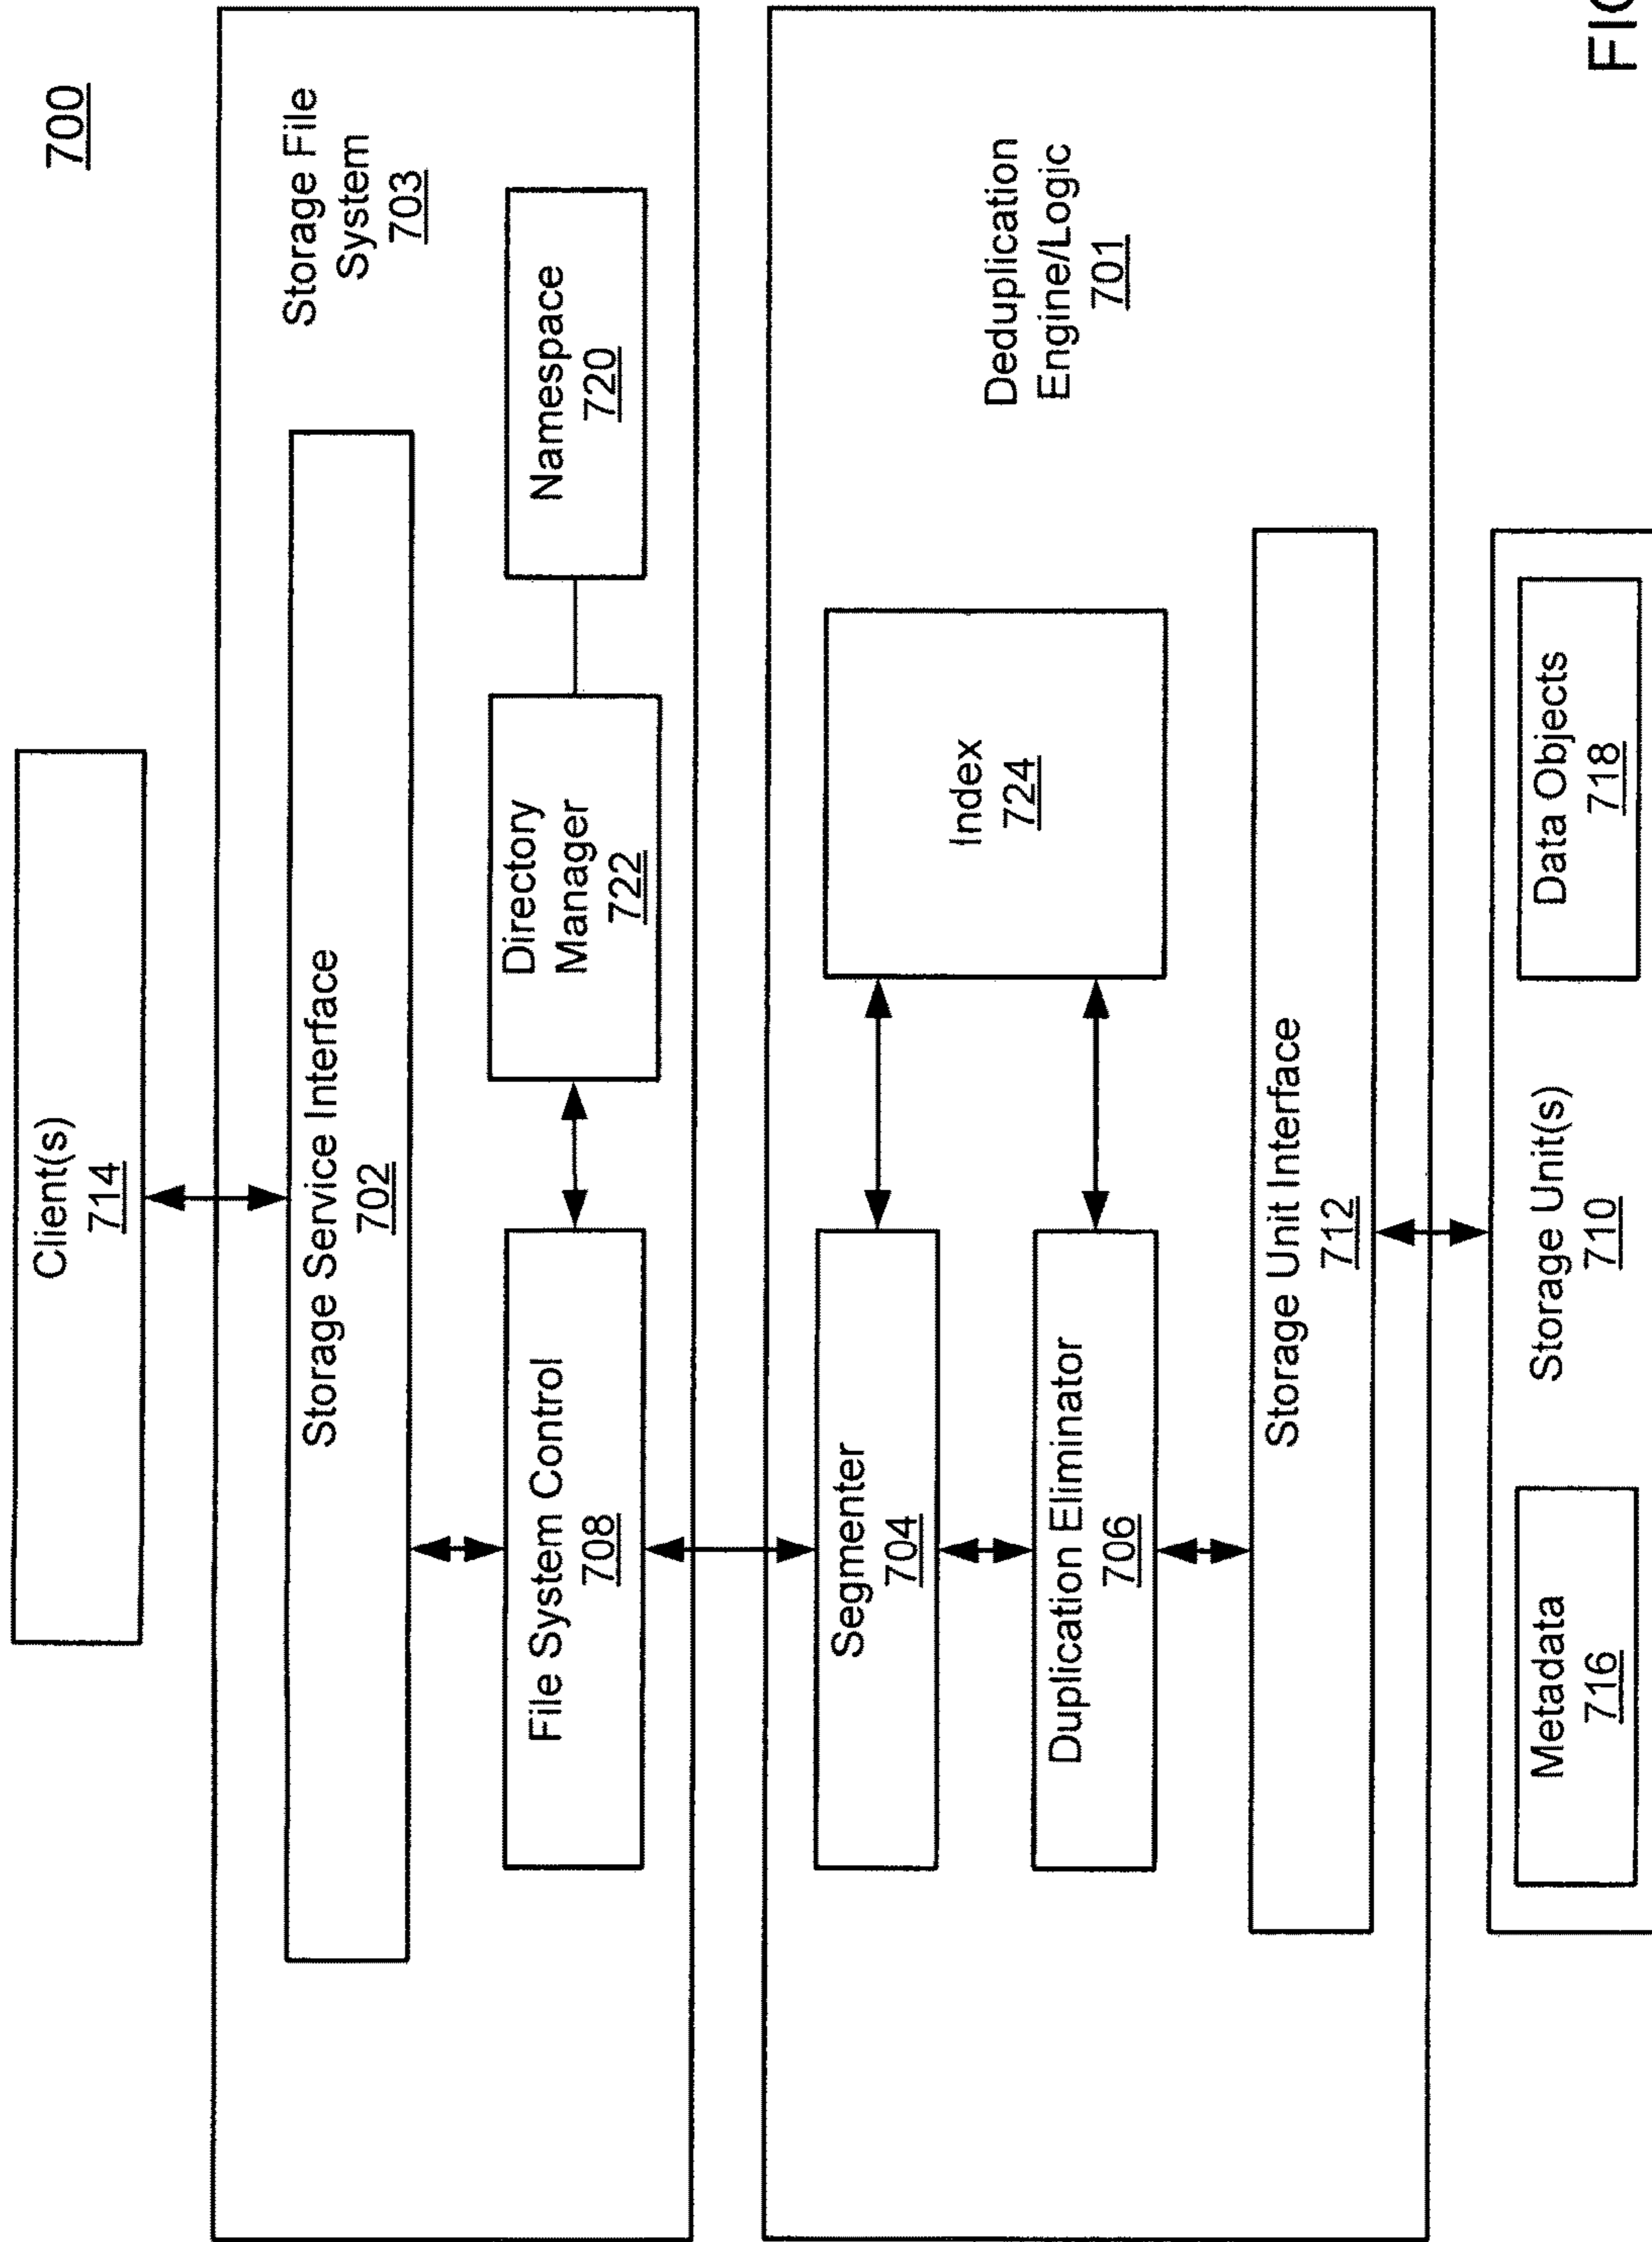 700
Client(s)
714
Storage File
System
703
Storage Service Interface
702
File System Control
708
Directory
Manager
722
Namespace
720
Deduplication
Engine/Logic
701
Segmenter
704
Index
724
Duplication Eliminator
706
Storage Unit Interface
712
Metadata
716
Storage Unit(s)
710
Data Objects
718